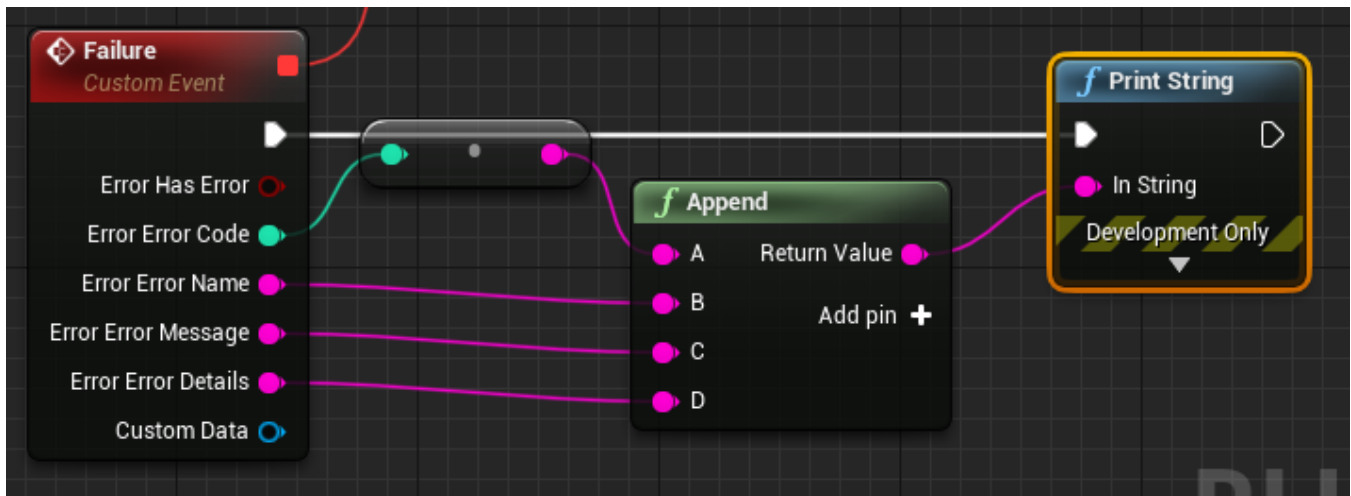 Failure
Custom Event
Error Has Error
Error Error Code
Error Error Name
Error Error Message
Error Error Details
Custom Data
f Append
A
Return Value
B
Add pin
C
D
f Print String
In String
Development Only